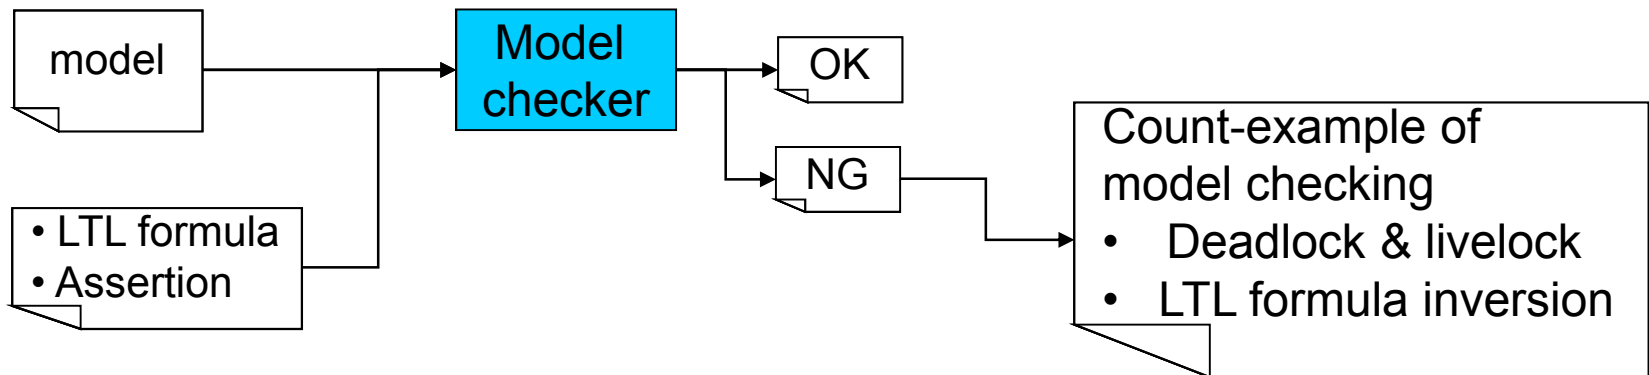 model
Model
checker
OK
NG
• LTL formula
• Assertion
Count-example of
model checking
• Deadlock & livelock
• LTL formula inversion